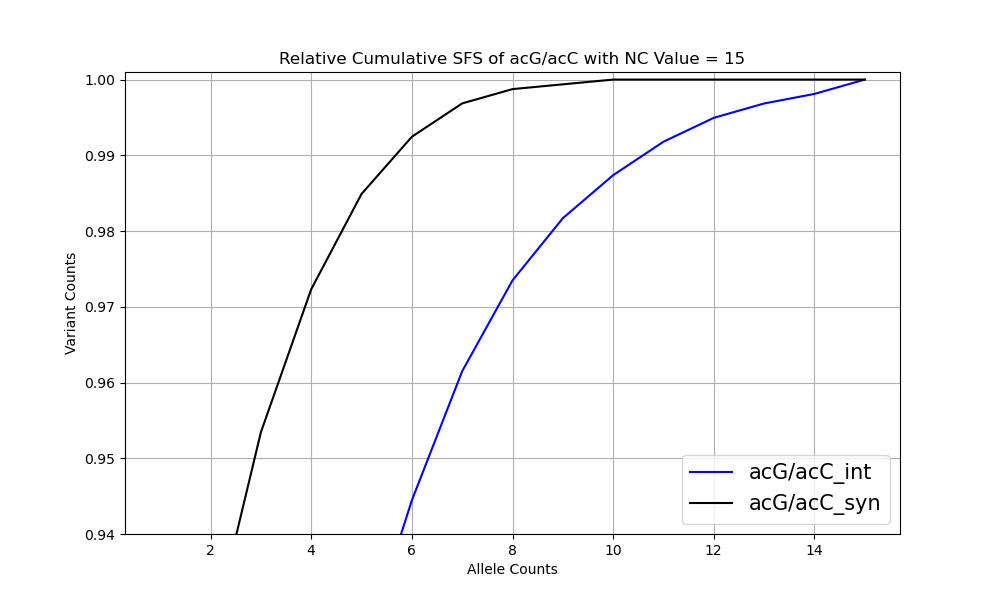 Relative Cumulative SFS of acG/acC with NC Value = 15
1.00
0.99
0.98
0.97
0.96
0.95
0.94
Variant Counts
2 4 6 8 10 12 14
Allele Counts
acG/acC_int
acG/acC_syn